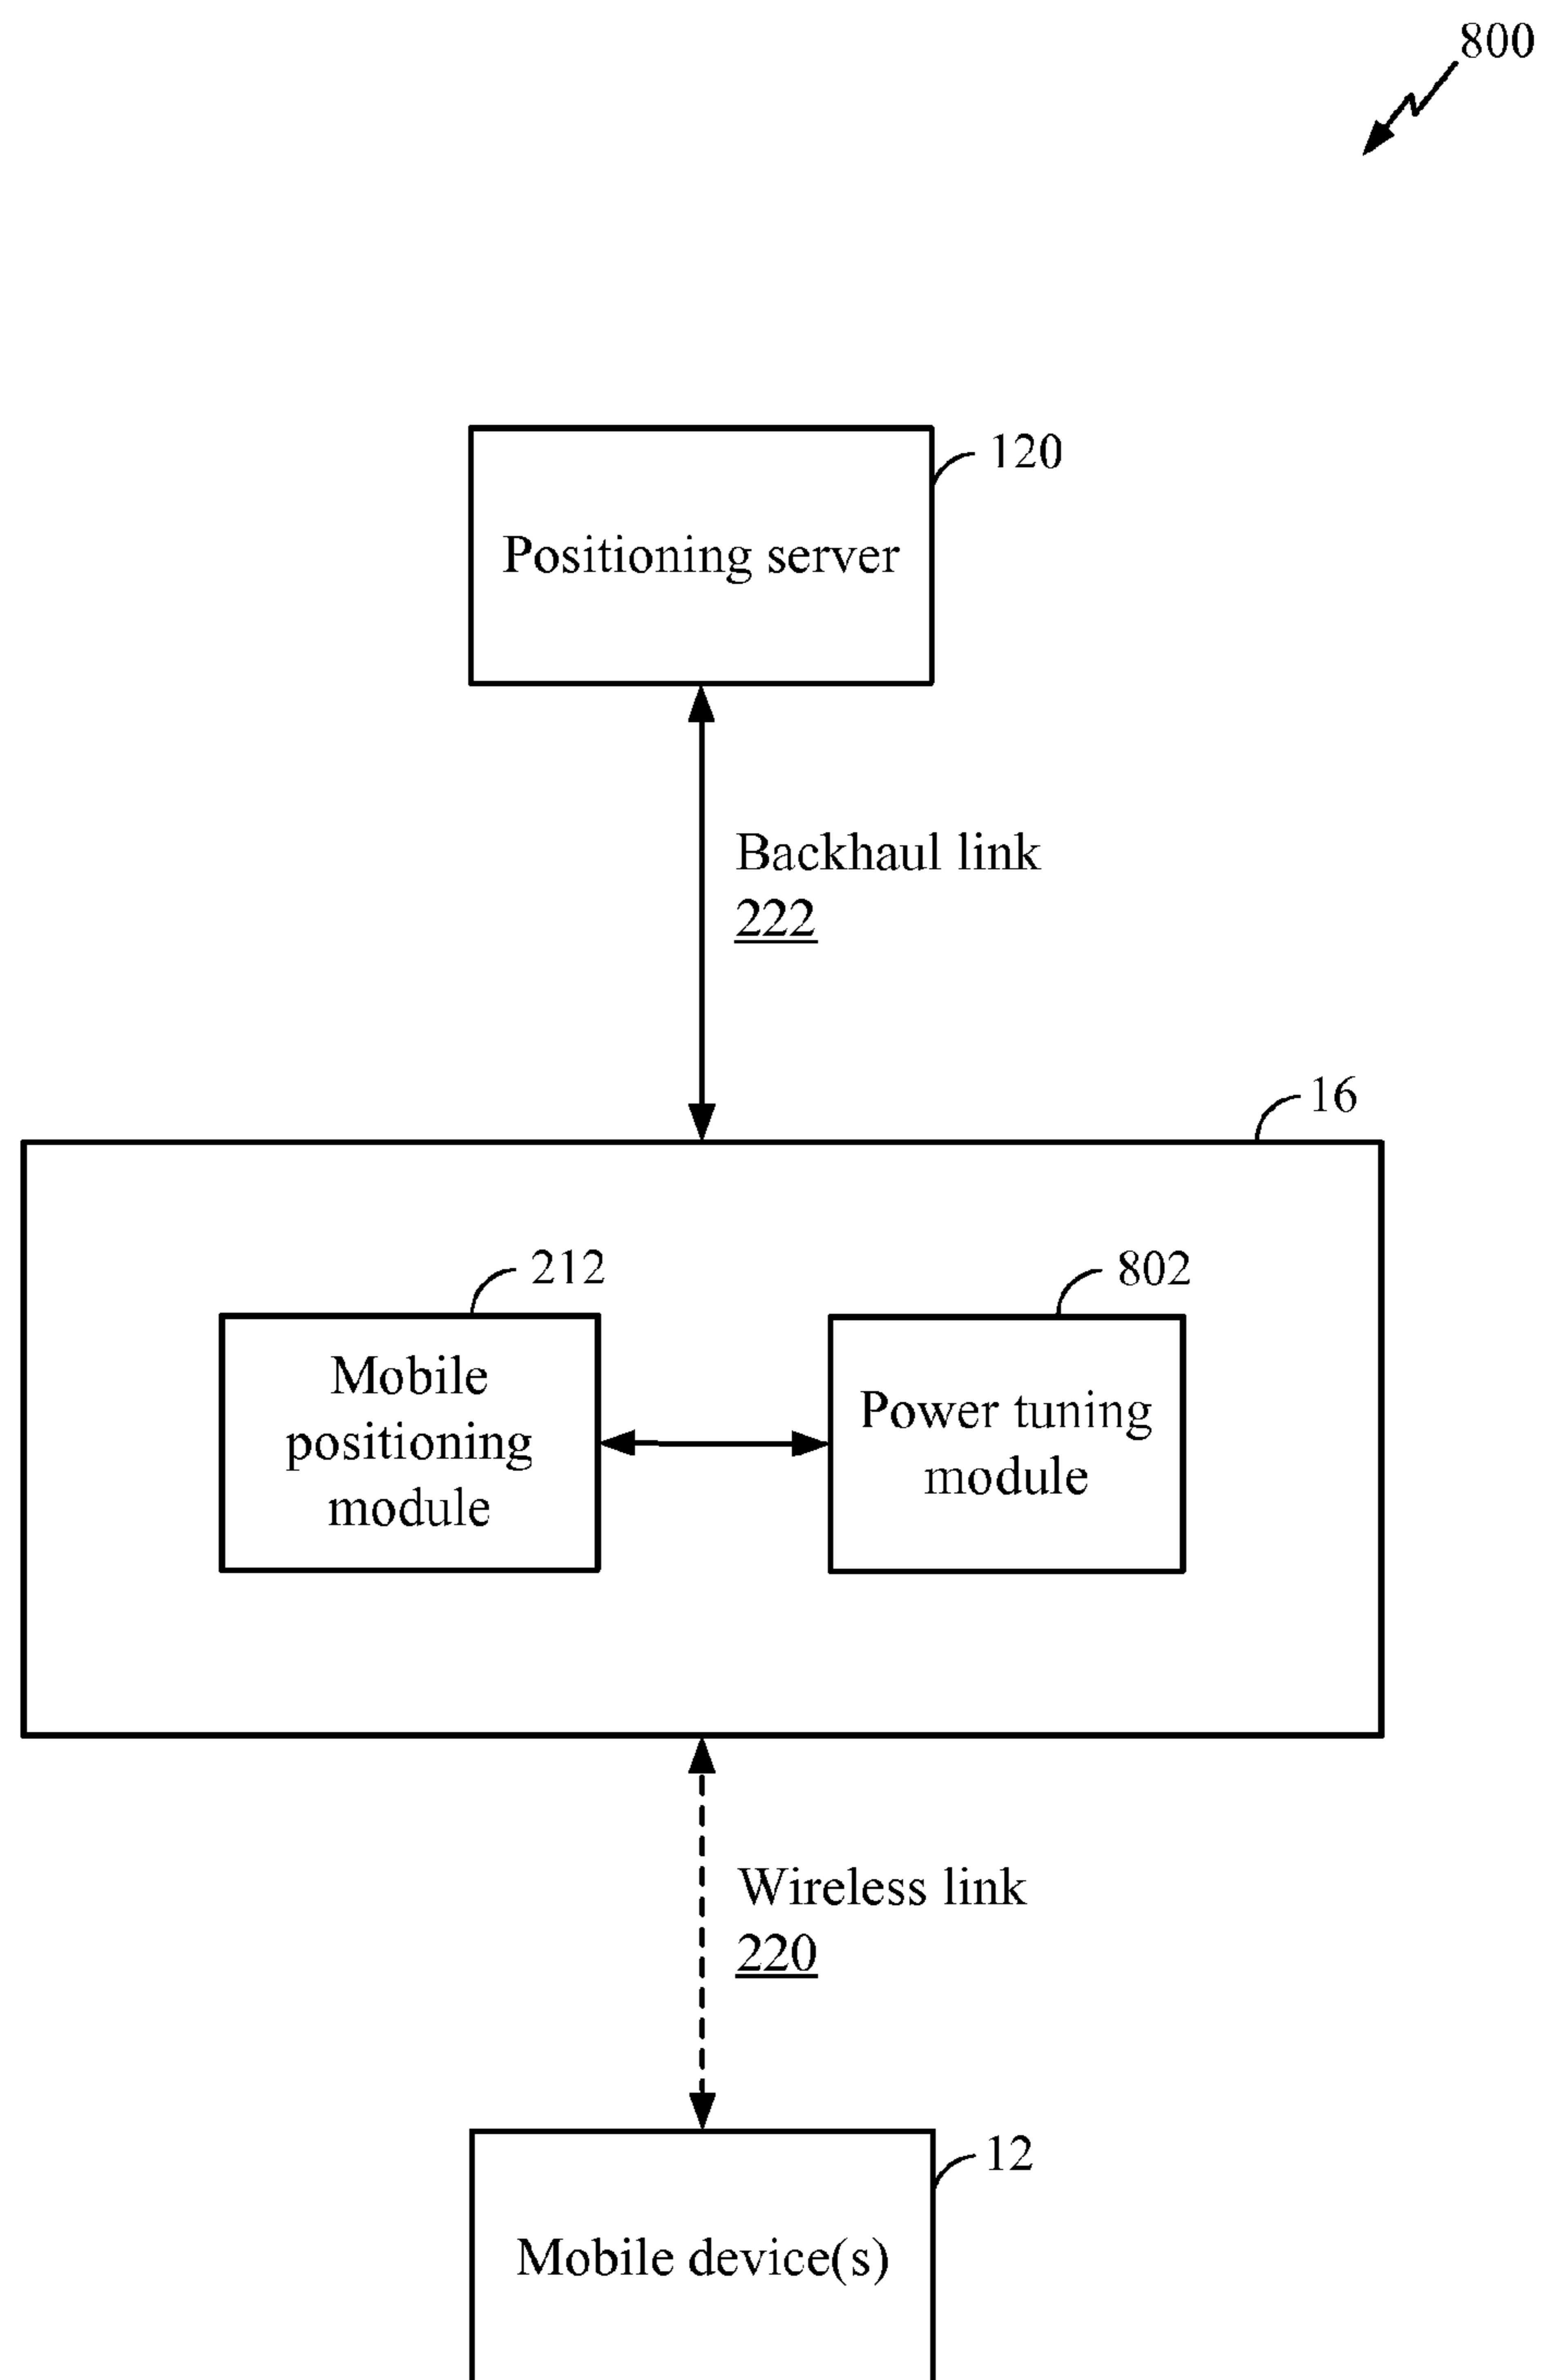 800
120
Positioning server
Backhaul link
222
16
212
802
Mobile
positioning
module
Power tuning
module
Wireless link
220
12
Mobile device(s)